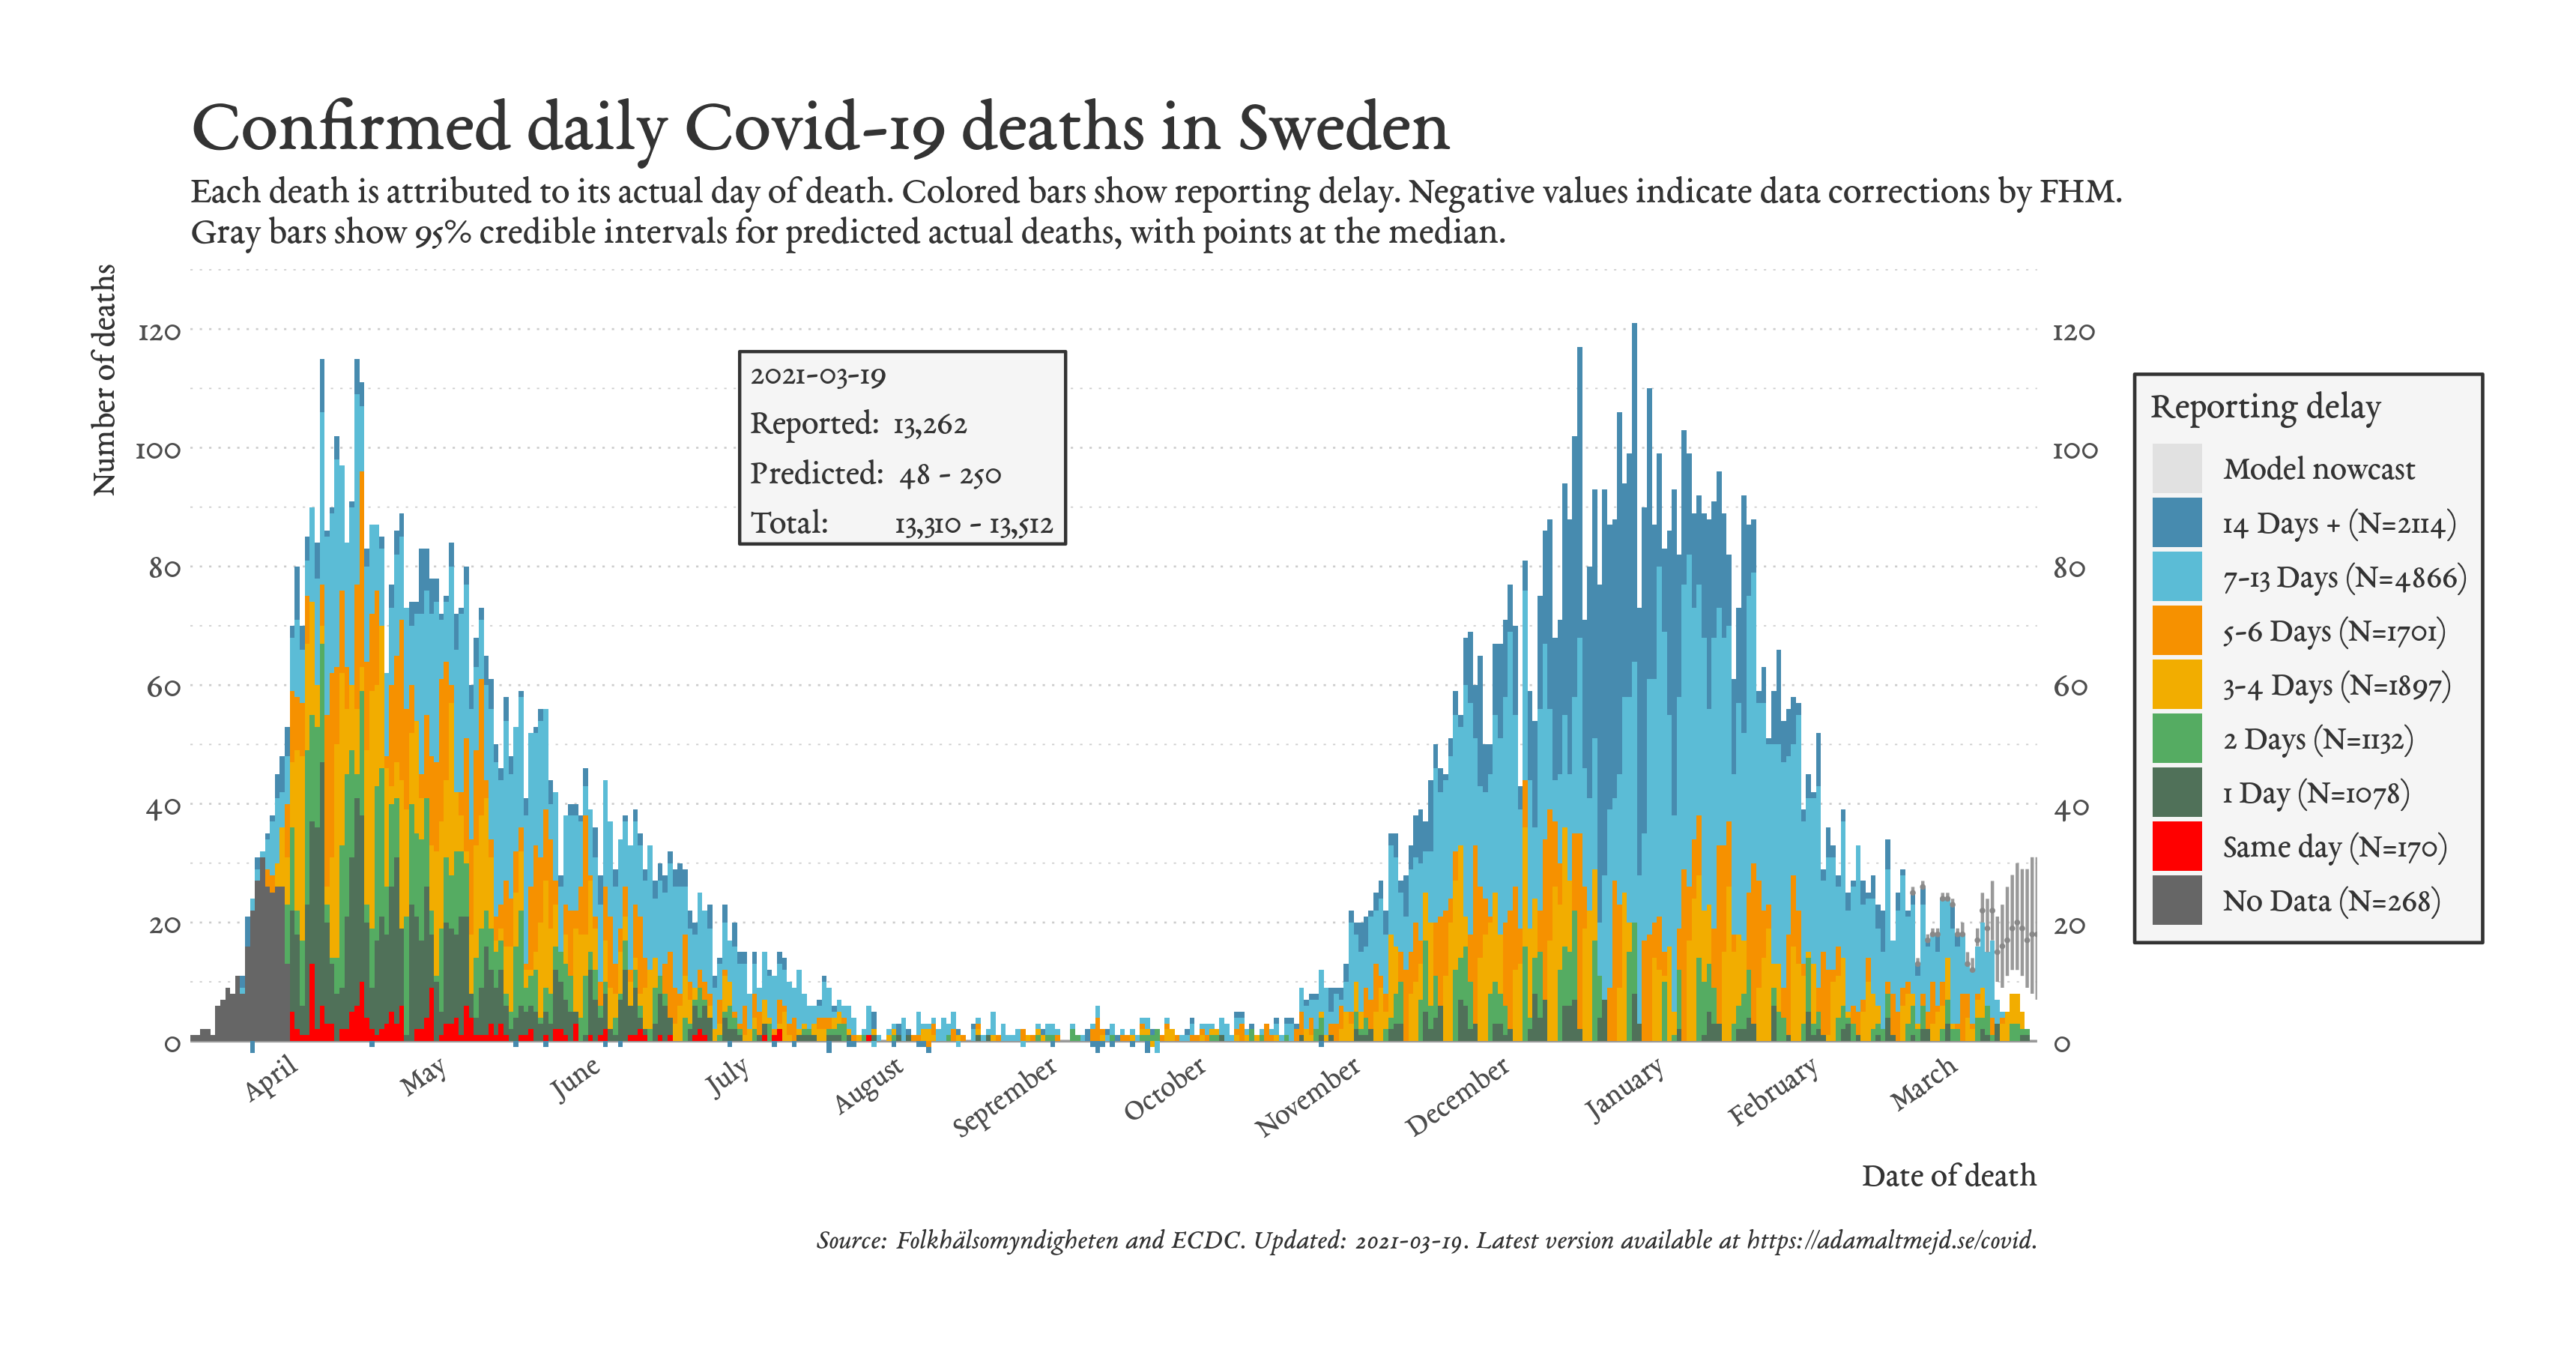 Confirmed daily Covid-19 deaths in Sweden
Each death is attributed to its actual day of death. Colored bars show reporting delay. Negative values indicate data corrections by FHM.
Gray bars show 95% credible intervals for predicted actual deaths, with points at the median.
Number of deaths
120
100
80
60
40
20
0
2021-03-19
Reported: 13,262
Predicted: 48 - 250
Total: 13,310 - 13,512
120
100
80
60
40
20
0
Reporting delay
Model nowcast
14 Days + (N=2114)
7-13 Days (N=4866)
5-6 Days (N=1701)
3-4 Days (N=1897)
2 Days (N=1132)
1 Day (N=1078)
Same day (N=170)
No Data (N=268)
April
May
June
July
August
September
October
November
December
January
February
March
Date of death
Source: Folkhälsomyndigheten and ECDC. Updated: 2021-03-19. Latest version available at https://adamaltmejd.se/covid.